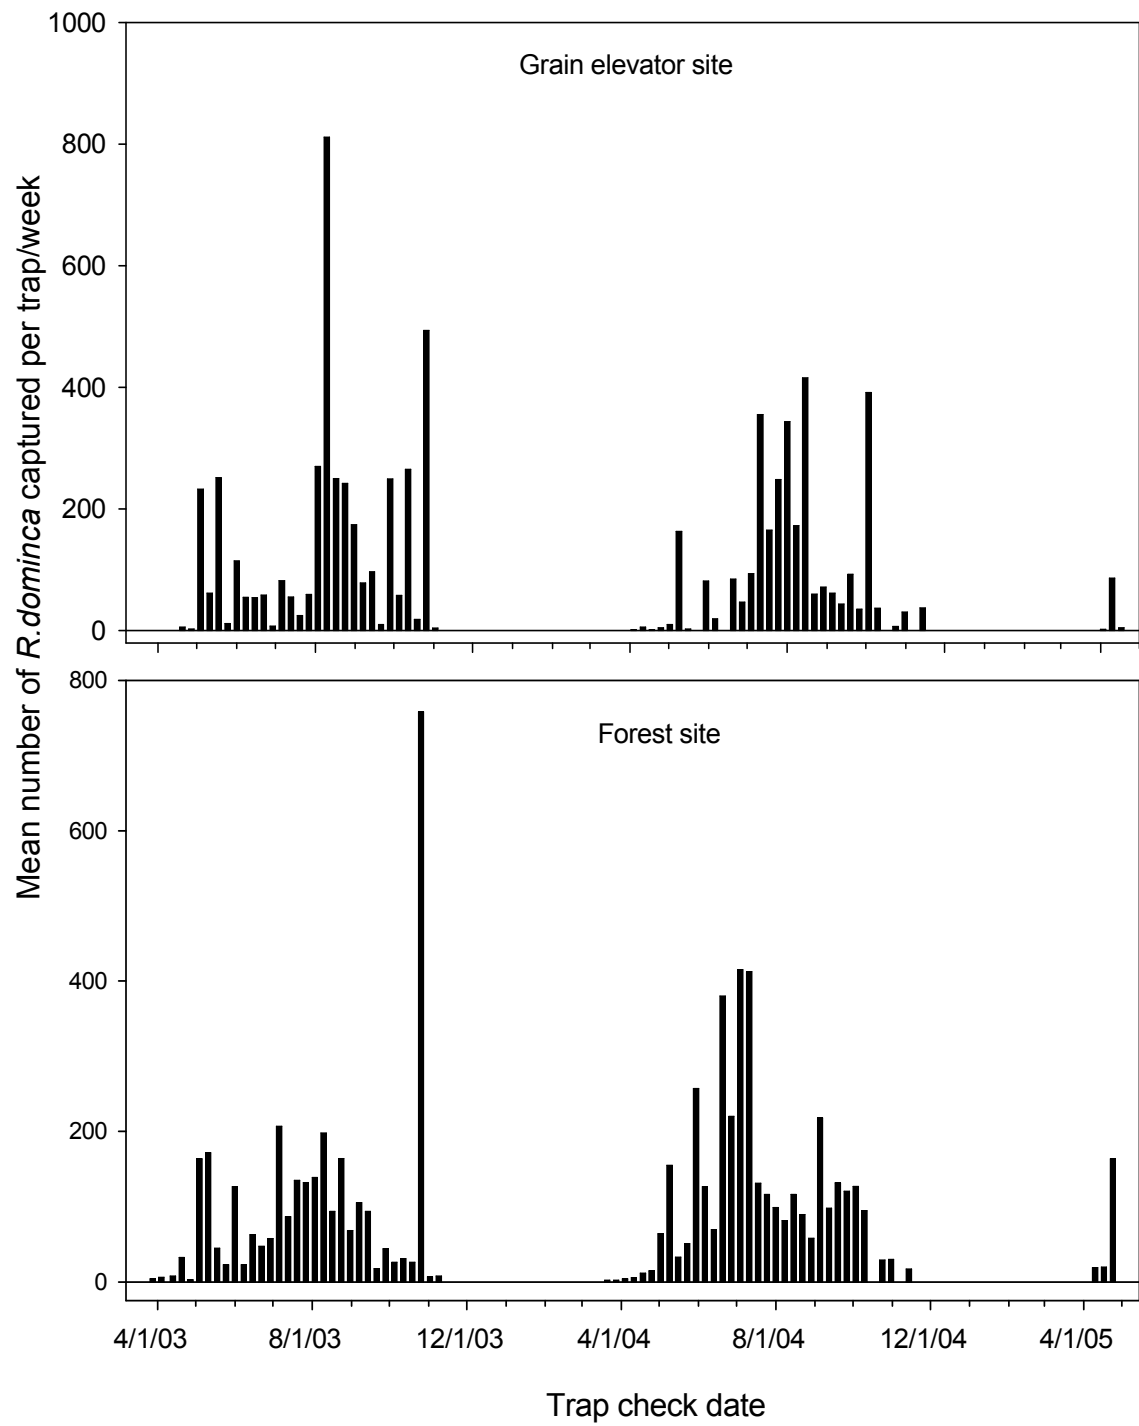 Mean number of R.dominca captured per trap/week
1000
Grain elevator site
800
600
400
200
0
800
Forest site
600
400
200
0
4/1/03 8/1/03 12/1/03 4/1/04 8/1/04 12/1/04 4/1/05
Trap check date